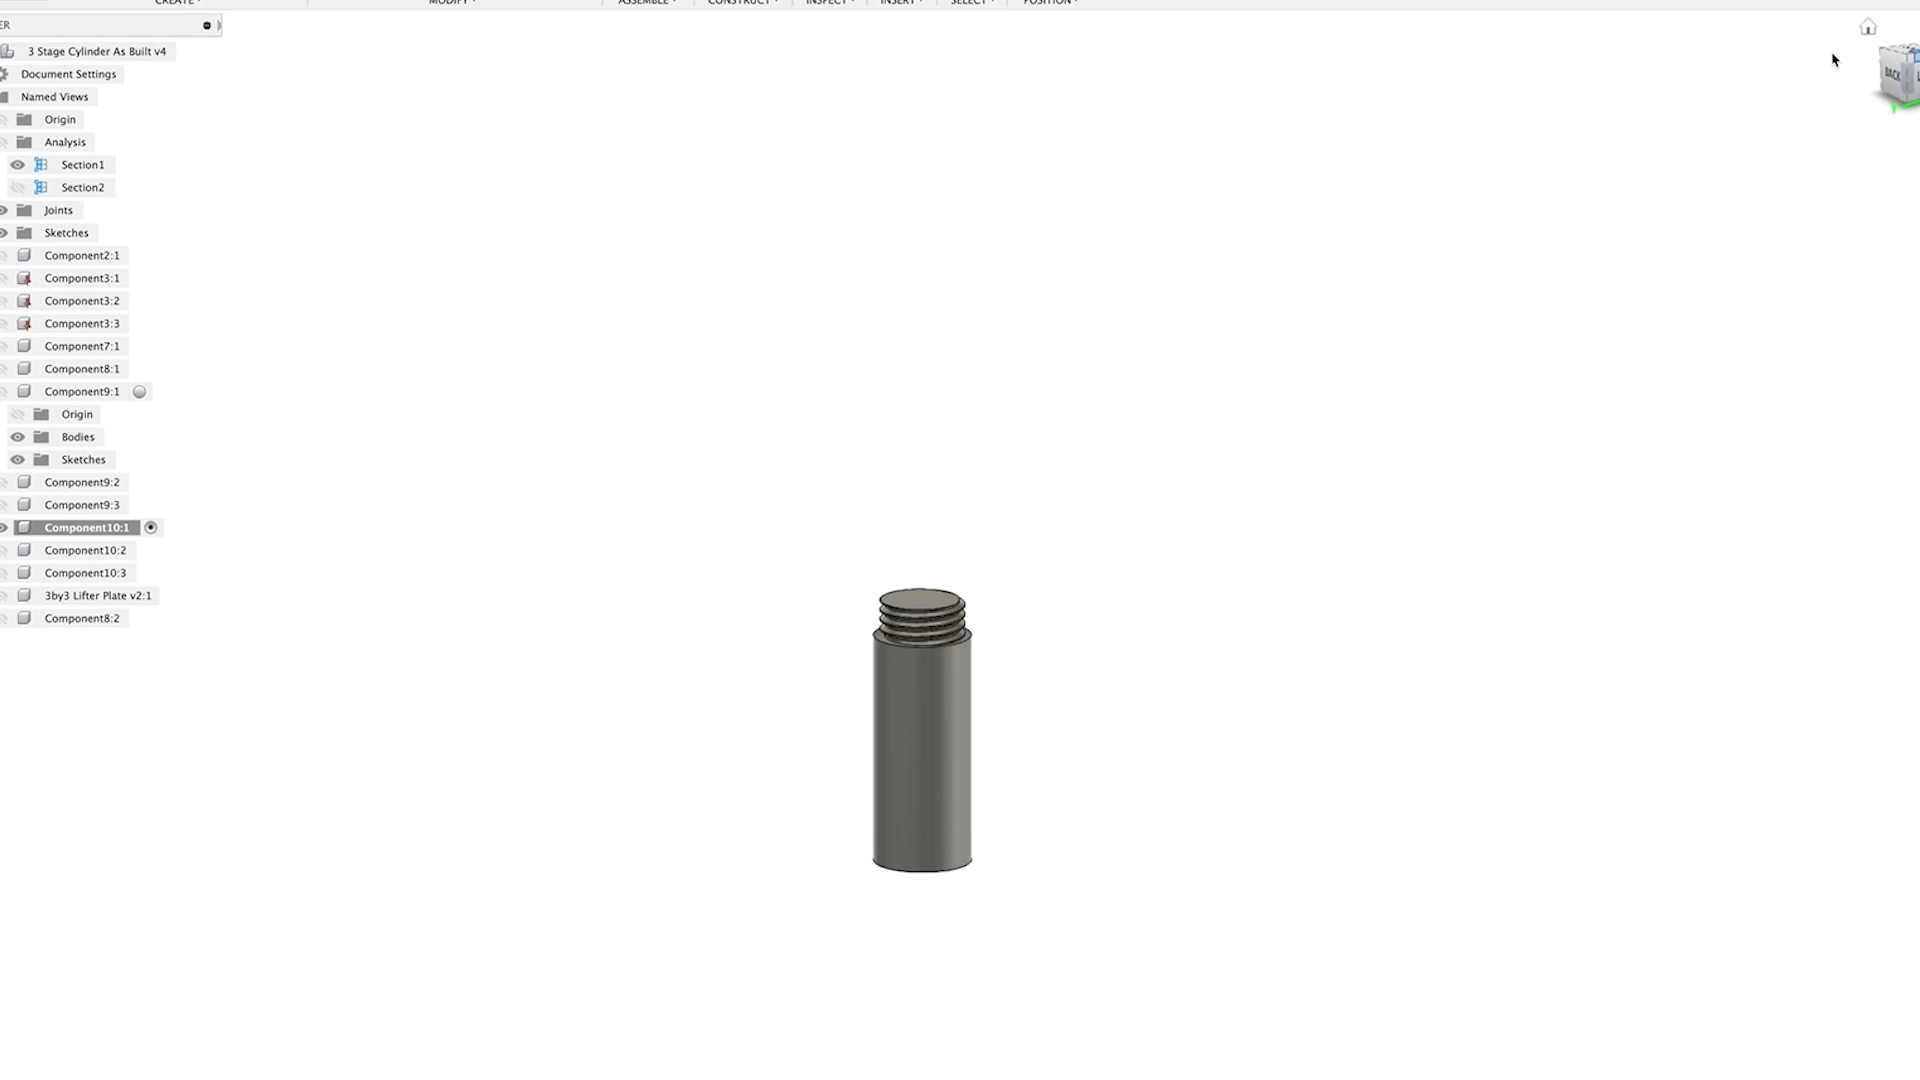 CREATE MODIFY ASSEMBLE CONSTRUCT INSPECT INSERT SELECT POSITION
ER
3 Stage Cylinder As Built v4
Document Settings
Named Views
Origin
Analysis
Section1
Section2
Joints
Sketches
Component2:1
Component3:1
Component3:2
Component3:3
Component7:1
Component8:1
Component9:1
Origin
Bodies
Sketches
Component9:2
Component9:3
Component10:1
Component10:2
Component10:3
3by3 Lifter Plate v2:1
Component8:2
BACK